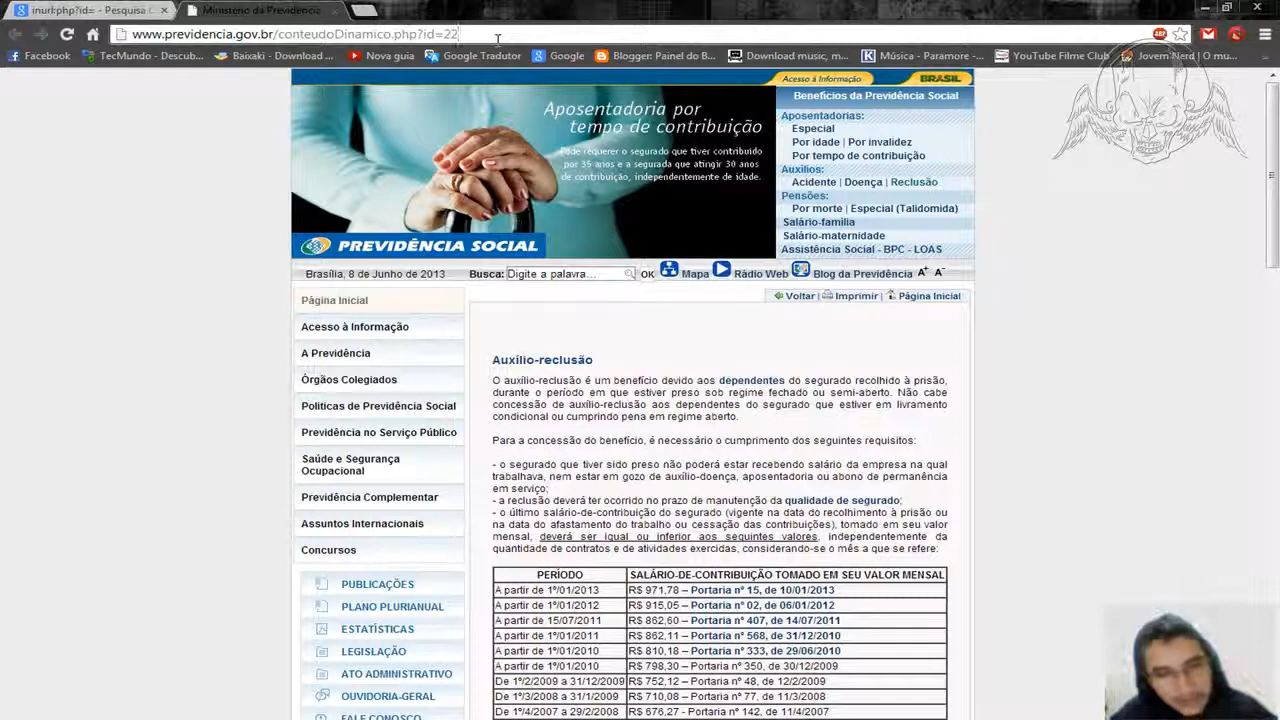 inurl:php?id= - Pesquisa
Ministério da Previdência
www.previdencia.gov.br/conteudoDinamico.php?id=22
Facebook
TecMundo - Descub...
Baixaki - Download...
Nova guia
Google Tradutor
Google
Blogger: Painel do B...
Download music, m...
Música - Paramore -...
YouTube Filme Club
Jovem Nerd | O mu...
Acesso à Informação
BRASIL
Aposentadoria por
tempo de contribuição
Pode requerer o segurado que tiver contribuído
por 35 anos e a segurada que atingir 30 anos
de contribuição, independentemente de idade.
PREVIDÊNCIA SOCIAL
Benefícios da Previdência Social
Aposentadorias:
Especial
Por idade | Por invalidez
Por tempo de contribuição
Auxílios:
Acidente | Doença | Reclusão
Pensões:
Por morte | Especial (Talidomida)
Salário-família
Salário-maternidade
Assistência Social - BPC - LOAS
Brasília, 8 de Junho de 2013
Busca: Digite a palavra... OK
Mapa
Rádio Web
Blog da Previdência
A+ A-
Voltar | Imprimir | Página Inicial
Página Inicial
Acesso à Informação
A Previdência
Órgãos Colegiados
Políticas de Previdência Social
Previdência no Serviço Público
Saúde e Segurança
Ocupacional
Previdência Complementar
Assuntos Internacionais
Concursos
PUBLICAÇÕES
PLANO PLURIANUAL
ESTATÍSTICAS
LEGISLAÇÃO
ATO ADMINISTRATIVO
OUVIDORIA-GERAL
FALE CONOSCO
Auxílio-reclusão
O auxílio-reclusão é um benefício devido aos dependentes do segurado recolhido à prisão,
durante o período em que estiver preso sob regime fechado ou semi-aberto. Não cabe
concessão de auxílio-reclusão aos dependentes do segurado que estiver em livramento
condicional ou cumprindo pena em regime aberto.
Para a concessão do benefício, é necessário o cumprimento dos seguintes requisitos:
- o segurado que tiver sido preso não poderá estar recebendo salário da empresa na qual
trabalhava, nem estar em gozo de auxílio-doença, aposentadoria ou abono de permanência
em serviço;
- a reclusão deverá ter ocorrido no prazo de manutenção da qualidade de segurado;
- o último salário-de-contribuição do segurado (vigente na data do recolhimento à prisão ou
na data do afastamento do trabalho ou cessação das contribuições), tomado em seu valor
mensal, deverá ser igual ou inferior aos seguintes valores, independentemente da
quantidade de contratos e de atividades exercidas, considerando-se o mês a que se refere:
PERÍODO SALÁRIO-DE-CONTRIBUIÇÃO TOMADO EM SEU VALOR MENSAL
A partir de 1º/01/2013 R$ 971,78 – Portaria nº 15, de 10/01/2013
A partir de 1º/01/2012 R$ 915,05 – Portaria nº 02, de 06/01/2012
A partir de 15/07/2011 R$ 862,60 – Portaria nº 407, de 14/07/2011
A partir de 1º/01/2011 R$ 862,11 – Portaria nº 568, de 31/12/2010
A partir de 1º/01/2010 R$ 810,18 – Portaria nº 333, de 29/06/2010
A partir de 1º/01/2010 R$ 798,30 – Portaria nº 350, de 30/12/2009
De 1º/2/2009 a 31/12/2009 R$ 752,12 – Portaria nº 48, de 12/2/2009
De 1º/3/2008 a 31/1/2009 R$ 710,08 – Portaria nº 77, de 11/3/2008
De 1º/4/2007 a 29/2/2008 R$ 676,27 - Portaria nº 142, de 11/4/2007